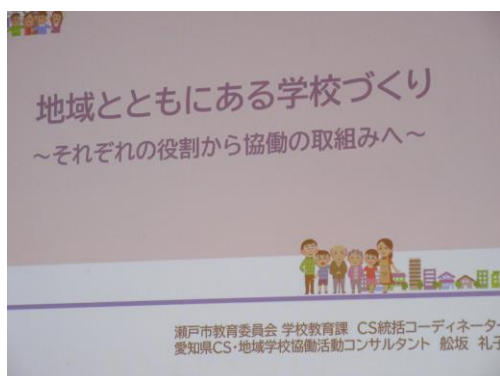 地域とともにある学校づくり
～それぞれの役割から協働の取組みへ～
瀬戸市教育委員会 学校教育課 CS統括コーディネーター
愛知県CS・地域学校協働活動コンサルタント 舩坂 礼子